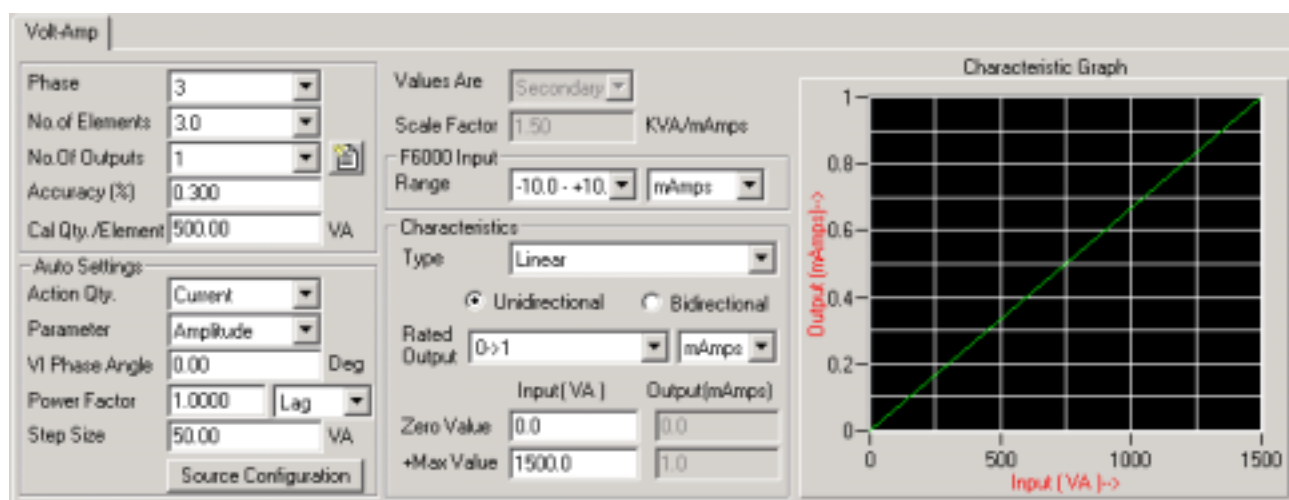 Volt-Amp
Phase 3
No.of Elements 3.0
No.Of Outputs 1
Accuracy (%) 0.300
Cal Qty./Element 500.00 VA
Auto Settings
Action Qty. Current
Parameter Amplitude
V1 Phase Angle 0.00 Deg
Power Factor 1.0000 Lag
Step Size 50.00 VA
Source Configuration
Values Are Secondary
Scale Factor 1.50 KVA/mAmps
F6000 Input
Range -10.0 - +10. mAmps
Characteristics
Type Linear
Unidirectional Bidirectional
Rated
Output 0->1 mAmps
Input( VA ) Output(mAmps)
Zero Value 0.0 0.0
+Max Value 1500.0 1.0
Characteristic Graph
Output (mAmps)-->
1
0.8
0.6
0.4
0.2
0
0 500 1000 1500
Input ( VA )-->